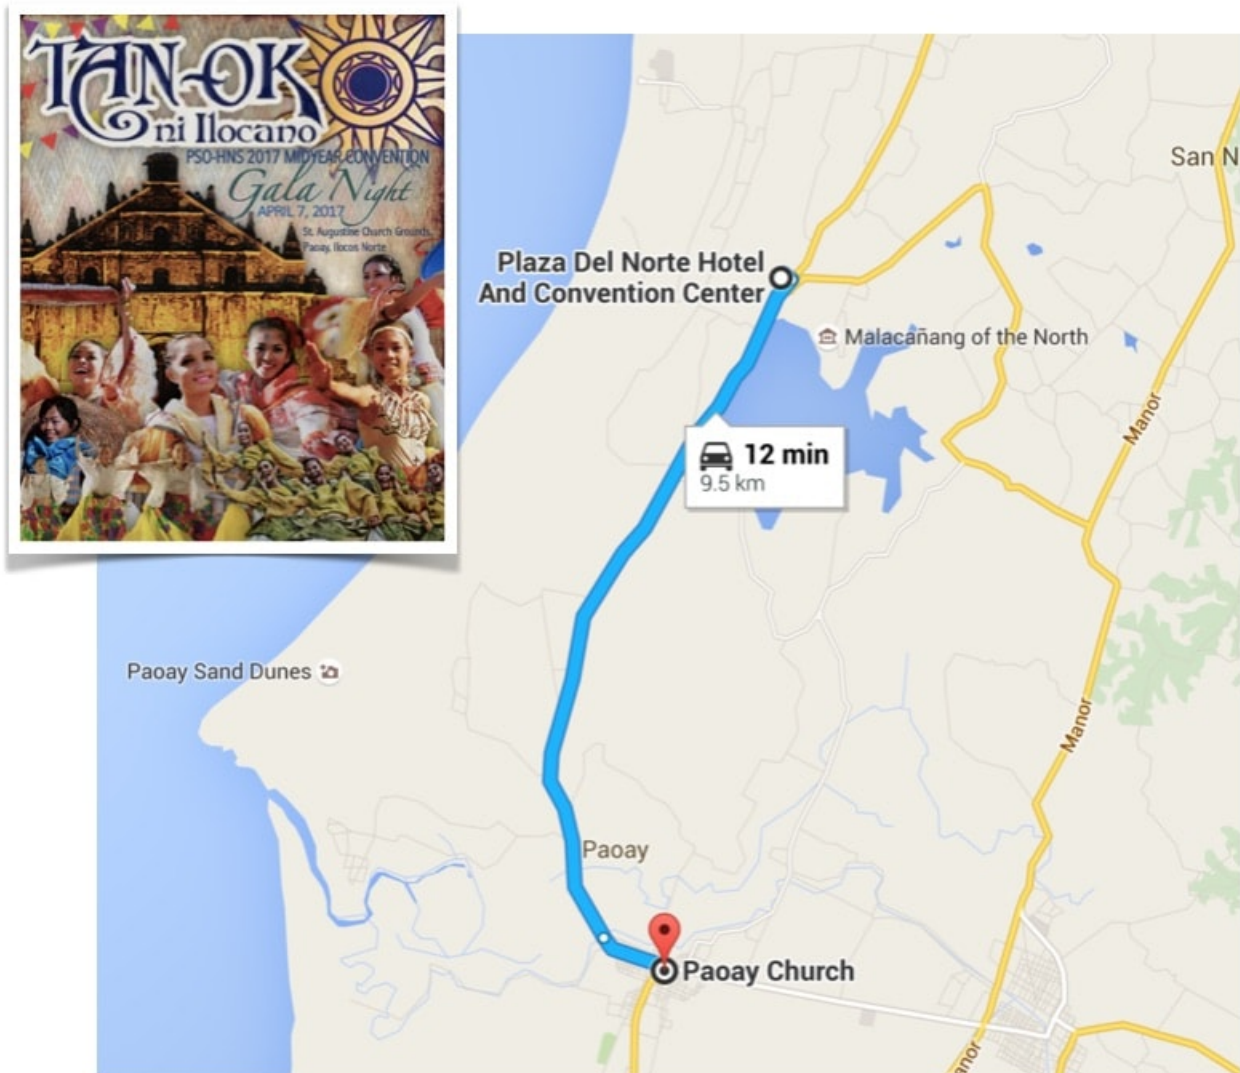 TAN-OK
ni Ilocano
PSO-HNS 2017 MIDYEAR CONVENTION
Gala Night
APRIL 7, 2017
St. Augustine Church Grounds
Paoay, Ilocos Norte
San N
Plaza Del Norte Hotel
And Convention Center
Malacañang of the North
Manor
12 min
9.5 km
Paoay Sand Dunes
Manor
Paoay
Paoay Church
anor